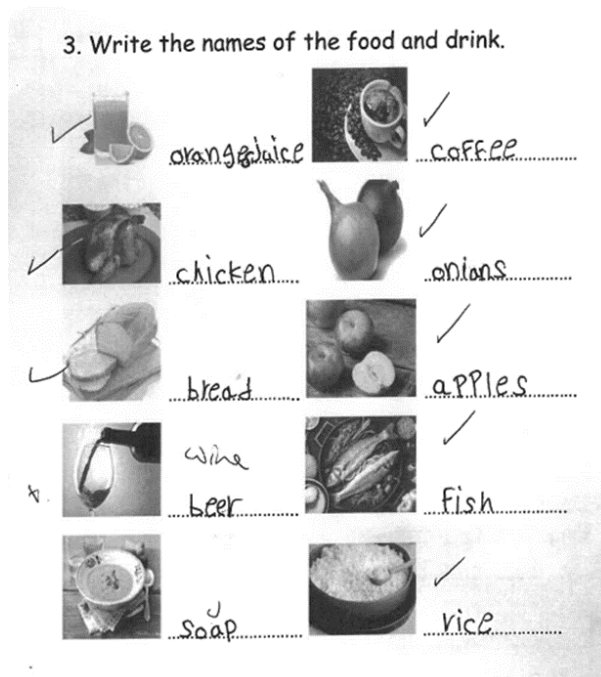 3. Write the names of the food and drink.
orangejuice coffee
chicken onians
bread apples
wine
beer fish
u
soap rice